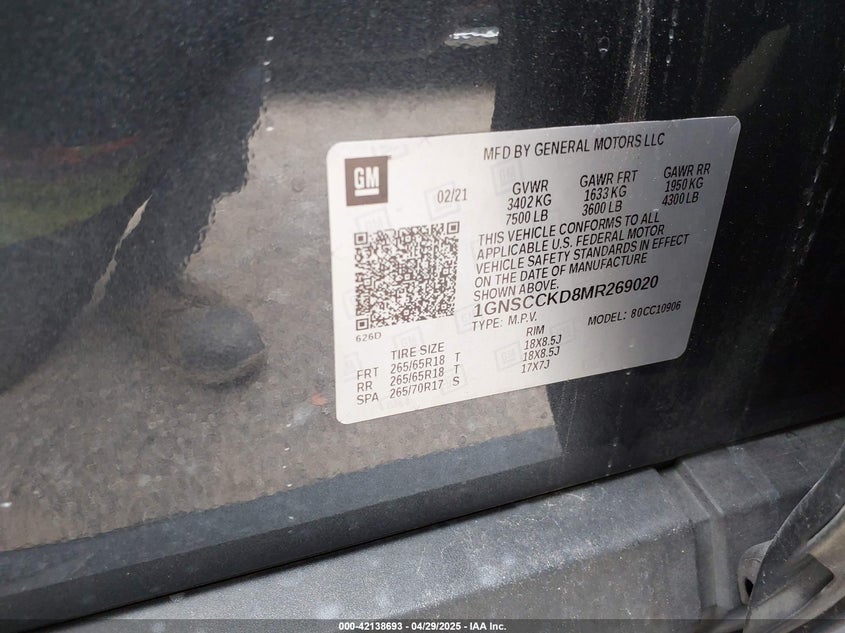 GM
MFD BY GENERAL MOTORS LLC
02/21
GVWR
3402 KG
7500 LB
GAWR FRT
1633 KG
3600 LB
GAWR RR
1950 KG
4300 LB
THIS VEHICLE CONFORMS TO ALL
APPLICABLE U.S. FEDERAL MOTOR
VEHICLE SAFETY STANDARDS IN EFFECT
ON THE DATE OF MANUFACTURE
SHOWN ABOVE.
1GNSCCKD8MR269020
TYPE: M.P.V. MODEL: 80CC10906
626D
TIRE SIZE RIM
FRT 265/65R18 T 18X8.5J
RR 265/65R18 T 18X8.5J
SPA 265/70R17 S 17X7J
000-42138693 - 04/29/2025 - IAA Inc.